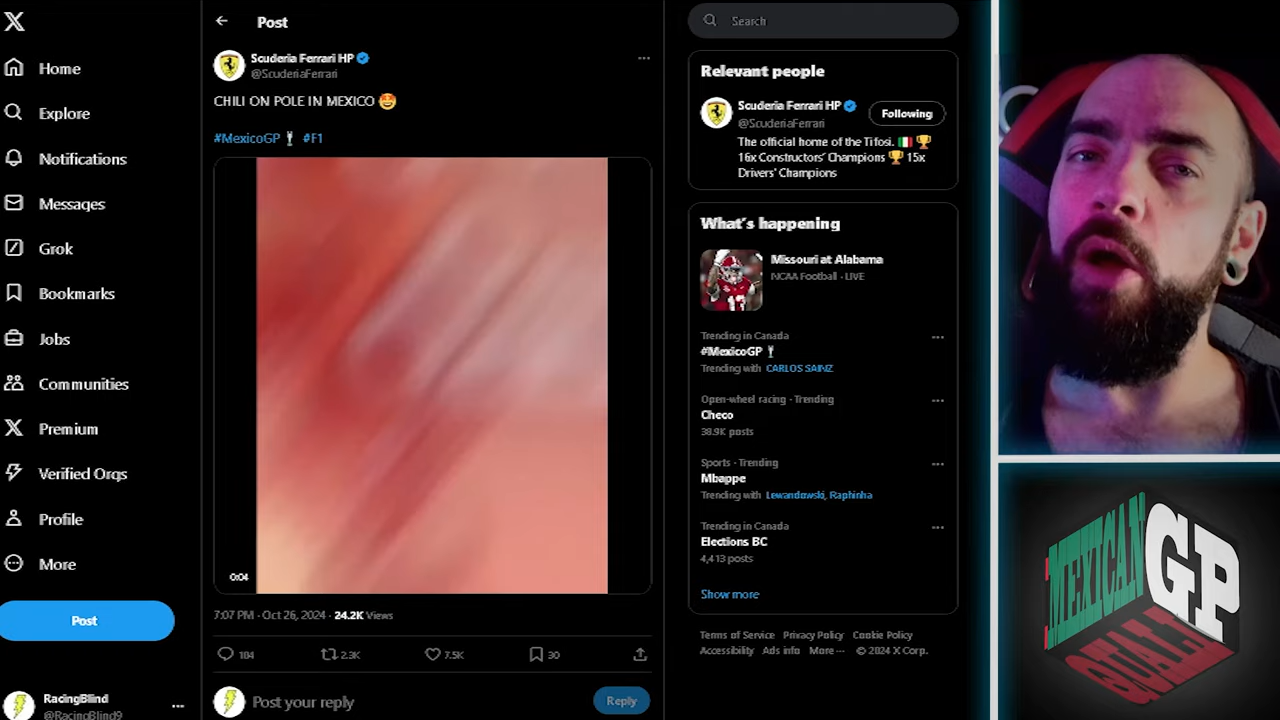 Home
Explore
Notifications
Messages
Grok
Bookmarks
Jobs
Communities
Premium
Verified Orgs
Profile
More
Post
RacingBlind
@RacingBlind9
Post
Scuderia Ferrari HP
@ScuderiaFerrari
CHILI ON POLE IN MEXICO 🤩
#MexicoGP #F1
0:04
7:07 PM · Oct 26, 2024 · 24.2K Views
184
2.3K
7.5K
30
Post your reply
Reply
Search
Relevant people
Scuderia Ferrari HP
@ScuderiaFerrari
Following
The official home of the Tifosi. 🇮🇹 🏆
16x Constructors' Champions 🏆 15x
Drivers' Champions
What's happening
Missouri at Alabama
NCAA Football · LIVE
Trending in Canada
#MexicoGP
Trending with CARLOS SAINZ
Open-wheel racing · Trending
Checo
38.9K posts
Sports · Trending
Mbappe
Trending with Lewandowski, Raphinha
Trending in Canada
Elections BC
4,413 posts
Show more
Terms of Service Privacy Policy Cookie Policy
Accessibility Ads info More ··· © 2024 X Corp.
MEXICAN
GP
QUALI